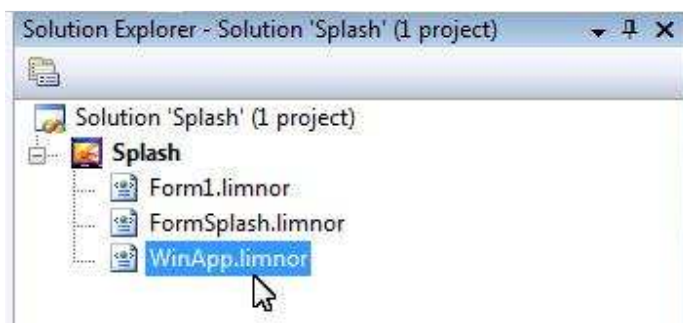 Solution Explorer - Solution 'Splash' (1 project)
Solution 'Splash' (1 project)
Splash
Form1.limnor
FormSplash.limnor
WinApp.limnor